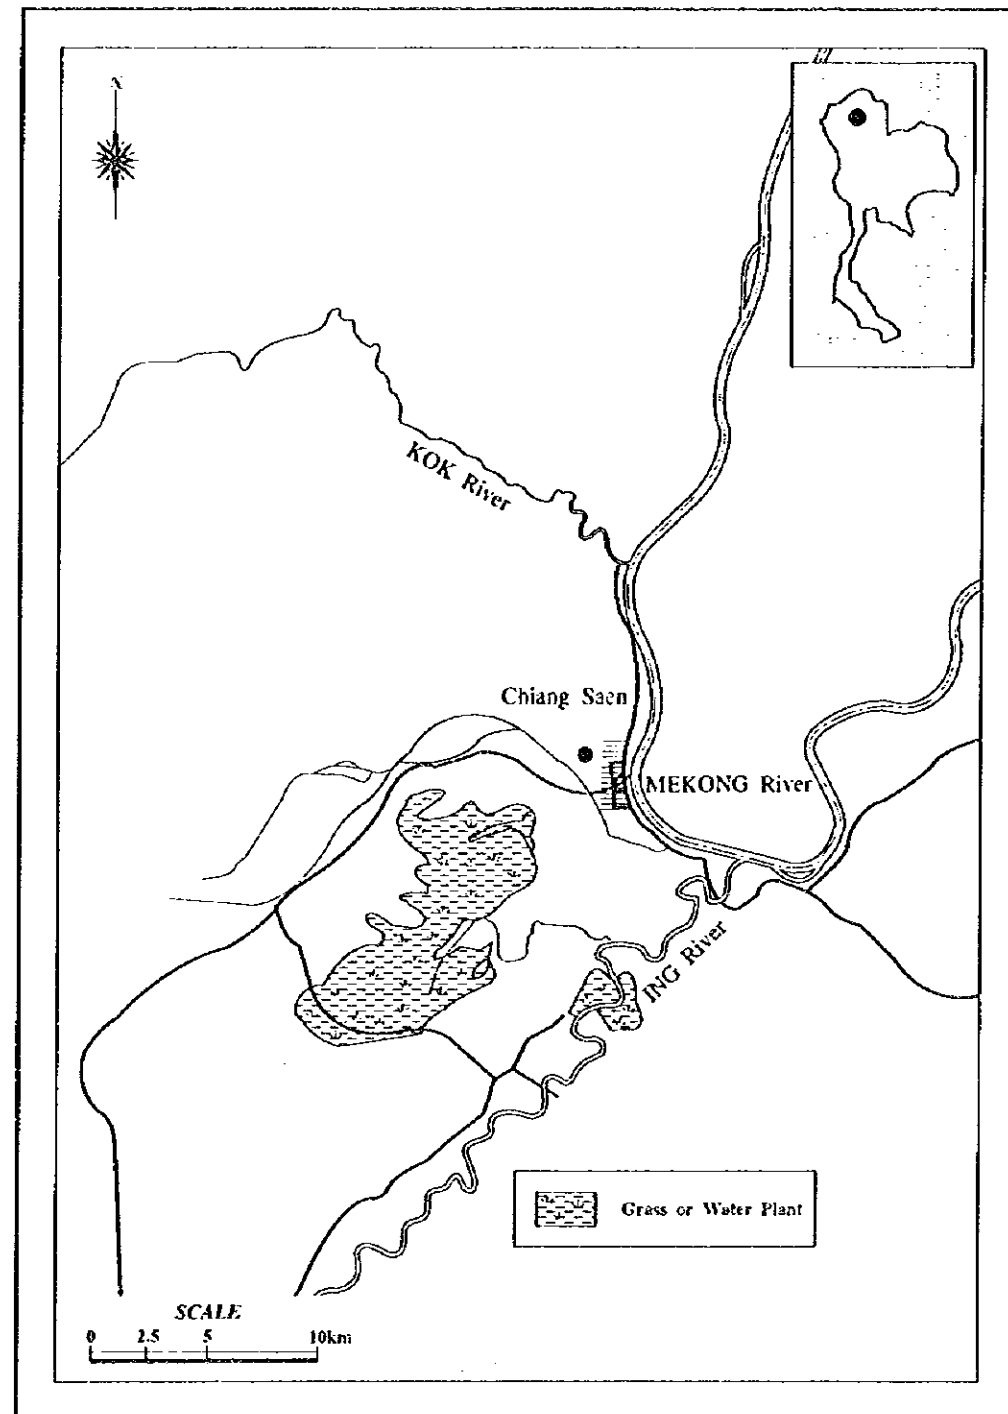 N
KOK River
Chiang Saen
MEKONG River
ING River
Grass or Water Plant
SCALE
0 2.5 5 10km